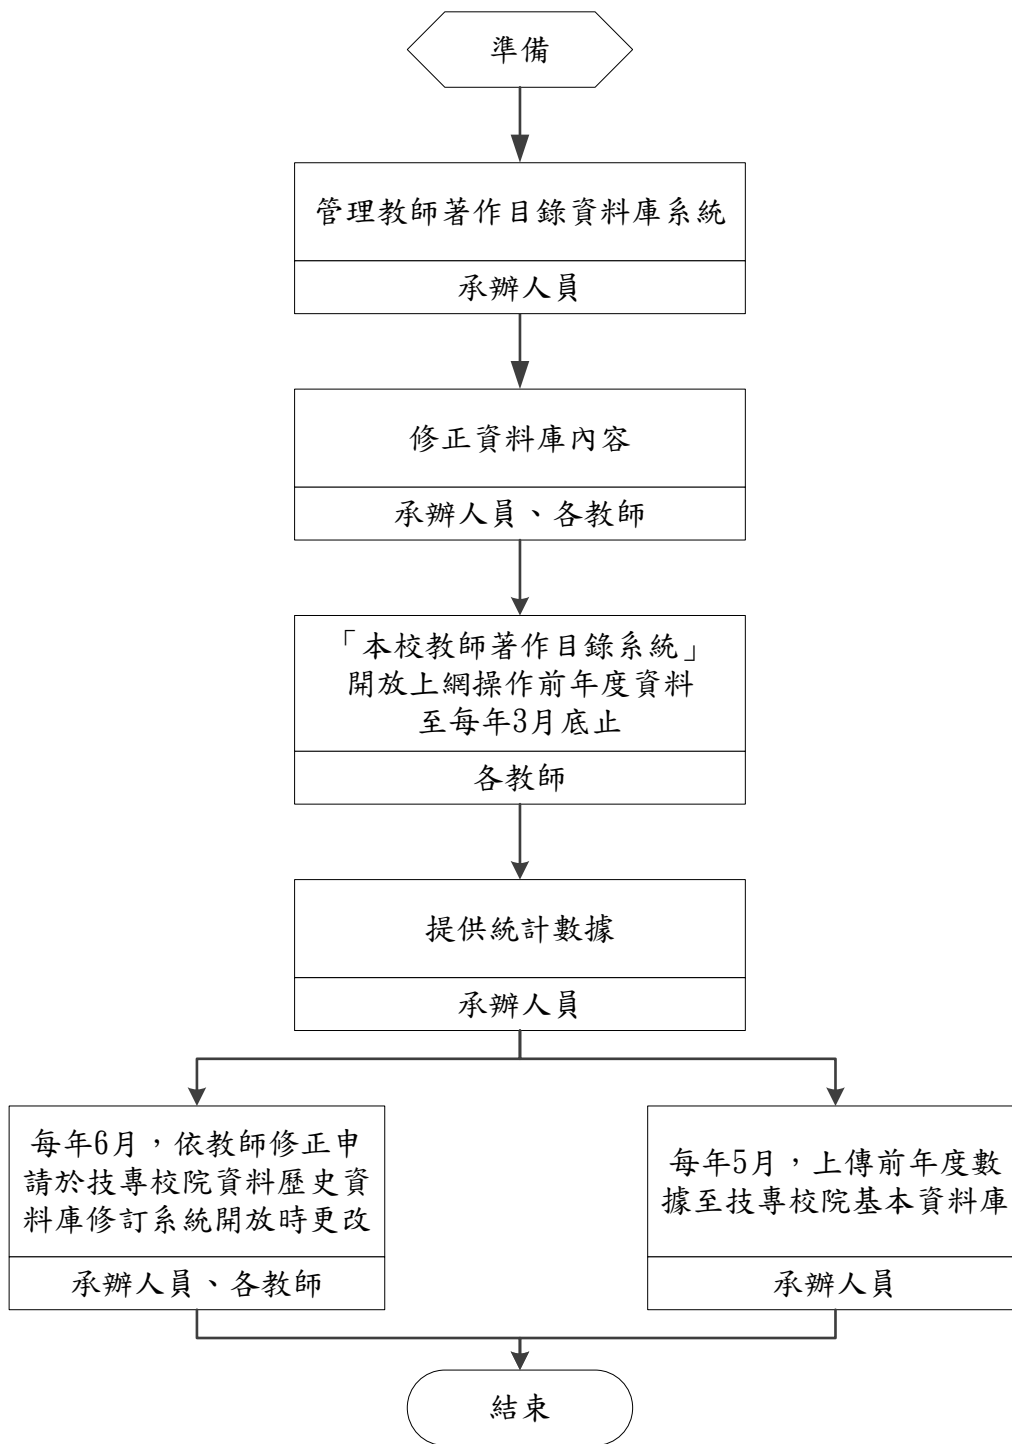 準備
管理教師著作目錄資料庫系統
承辦人員
修正資料庫內容
承辦人員、各教師
「本校教師著作目錄系統」
開放上網操作前年度資料
至每年3月底止
各教師
提供統計數據
承辦人員
每年6月，依教師修正申
請於技專校院資料歷史資
料庫修訂系統開放時更改
承辦人員、各教師
每年5月，上傳前年度數
據至技專校院基本資料庫
承辦人員
結束